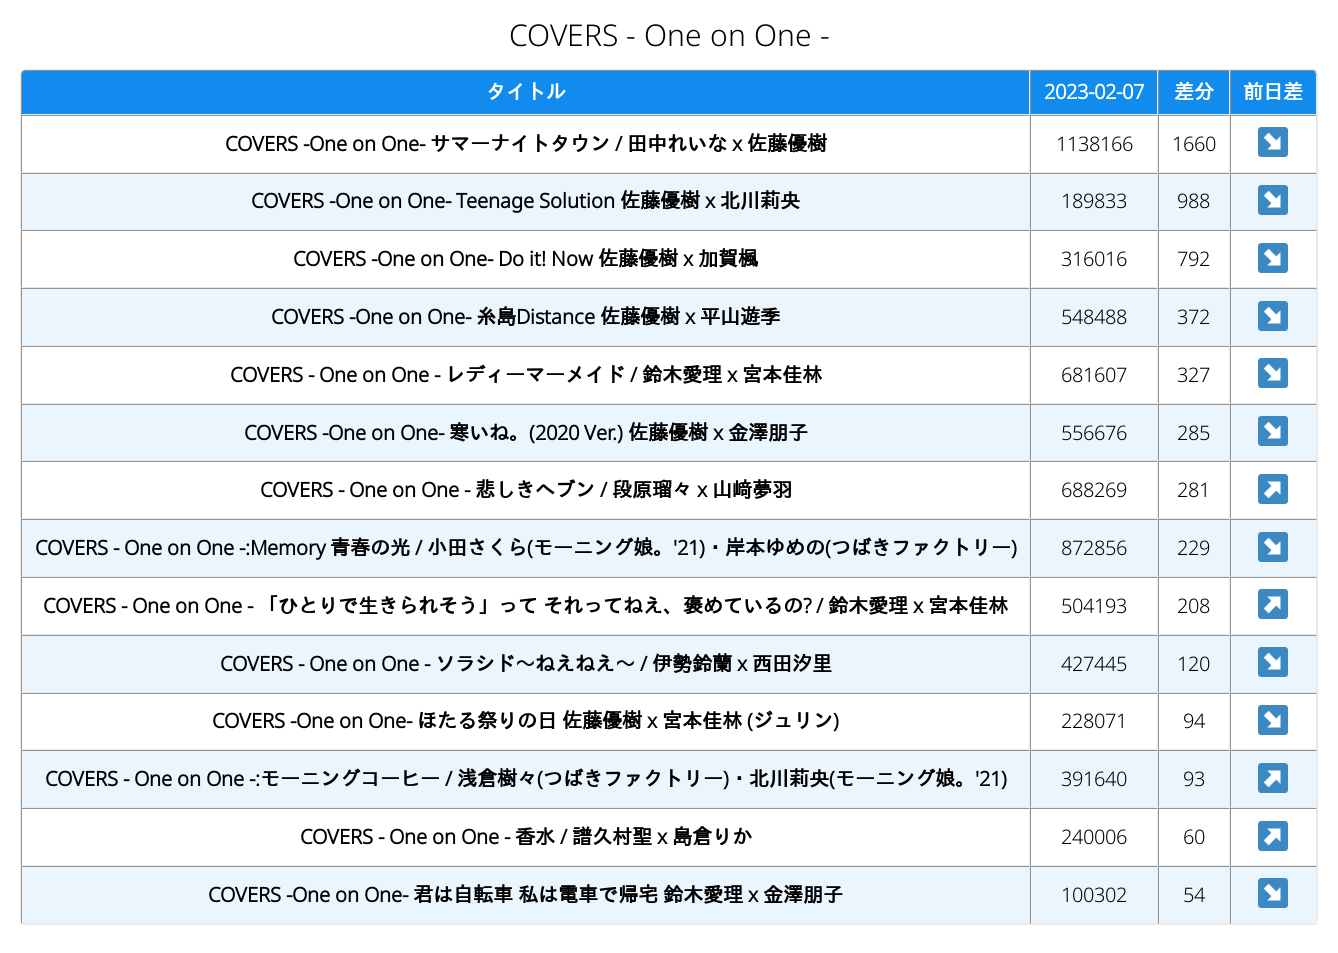 COVERS - One on One -
タイトル 2023-02-07 差分 前日差
COVERS -One on One- サマーナイトタウン / 田中れいな x 佐藤優樹 1138166 1660 ↘
COVERS -One on One- Teenage Solution 佐藤優樹 x 北川莉央 189833 988 ↘
COVERS -One on One- Do it! Now 佐藤優樹 x 加賀楓 316016 792 ↘
COVERS -One on One- 糸島Distance 佐藤優樹 x 平山遊季 548488 372 ↘
COVERS - One on One - レディーマーメイド / 鈴木愛理 x 宮本佳林 681607 327 ↘
COVERS -One on One- 寒いね。(2020 Ver.) 佐藤優樹 x 金澤朋子 556676 285 ↘
COVERS - One on One - 悲しきヘブン / 段原瑠々 x 山﨑夢羽 688269 281 ↗
COVERS - One on One -:Memory 青春の光 / 小田さくら(モーニング娘。'21)・岸本ゆめの(つばきファクトリー) 872856 229 ↘
COVERS - One on One - 「ひとりで生きられそう」って それってねえ、褒めているの? / 鈴木愛理 x 宮本佳林 504193 208 ↗
COVERS - One on One - ソラシド～ねえねえ～ / 伊勢鈴蘭 x 西田汐里 427445 120 ↘
COVERS -One on One- ほたる祭りの日 佐藤優樹 x 宮本佳林 (ジュリン) 228071 94 ↘
COVERS - One on One -:モーニングコーヒー / 浅倉樹々(つばきファクトリー)・北川莉央(モーニング娘。'21) 391640 93 ↗
COVERS - One on One - 香水 / 譜久村聖 x 島倉りか 240006 60 ↗
COVERS -One on One- 君は自転車 私は電車で帰宅 鈴木愛理 x 金澤朋子 100302 54 ↘